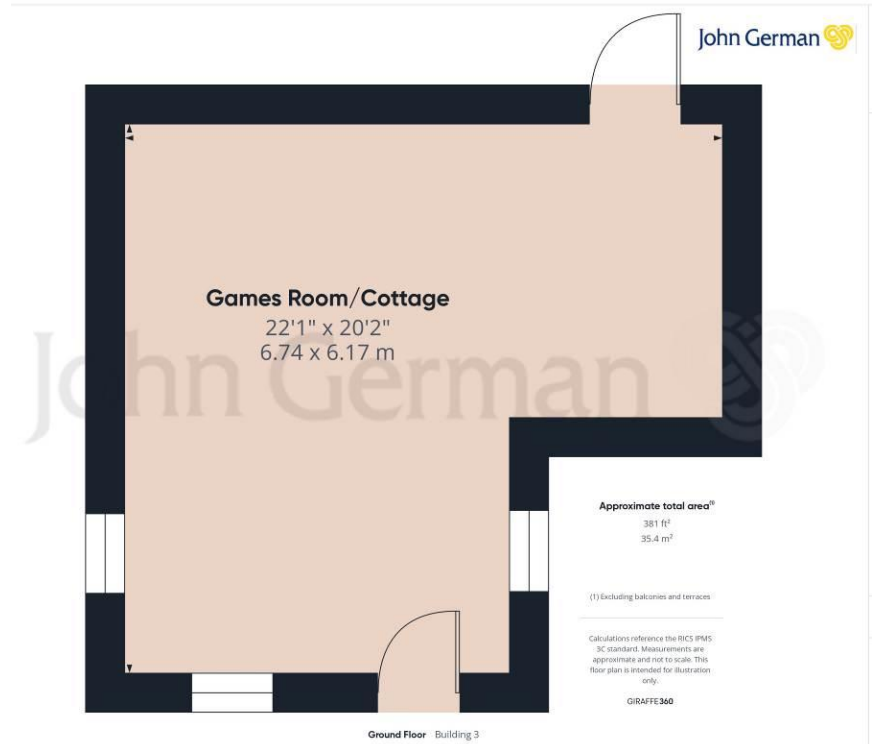 John German
Games Room/Cottage
22'1" x 20'2"
6.74 x 6.17 m
John German
Approximate total area⁽¹⁾
381 ft²
35.4 m²
(1) Excluding balconies and terraces
Calculations reference the RICS IPMS
3C standard. Measurements are
approximate and not to scale. This
floor plan is intended for illustration
only.
GIRAFFE360
Ground Floor Building 3